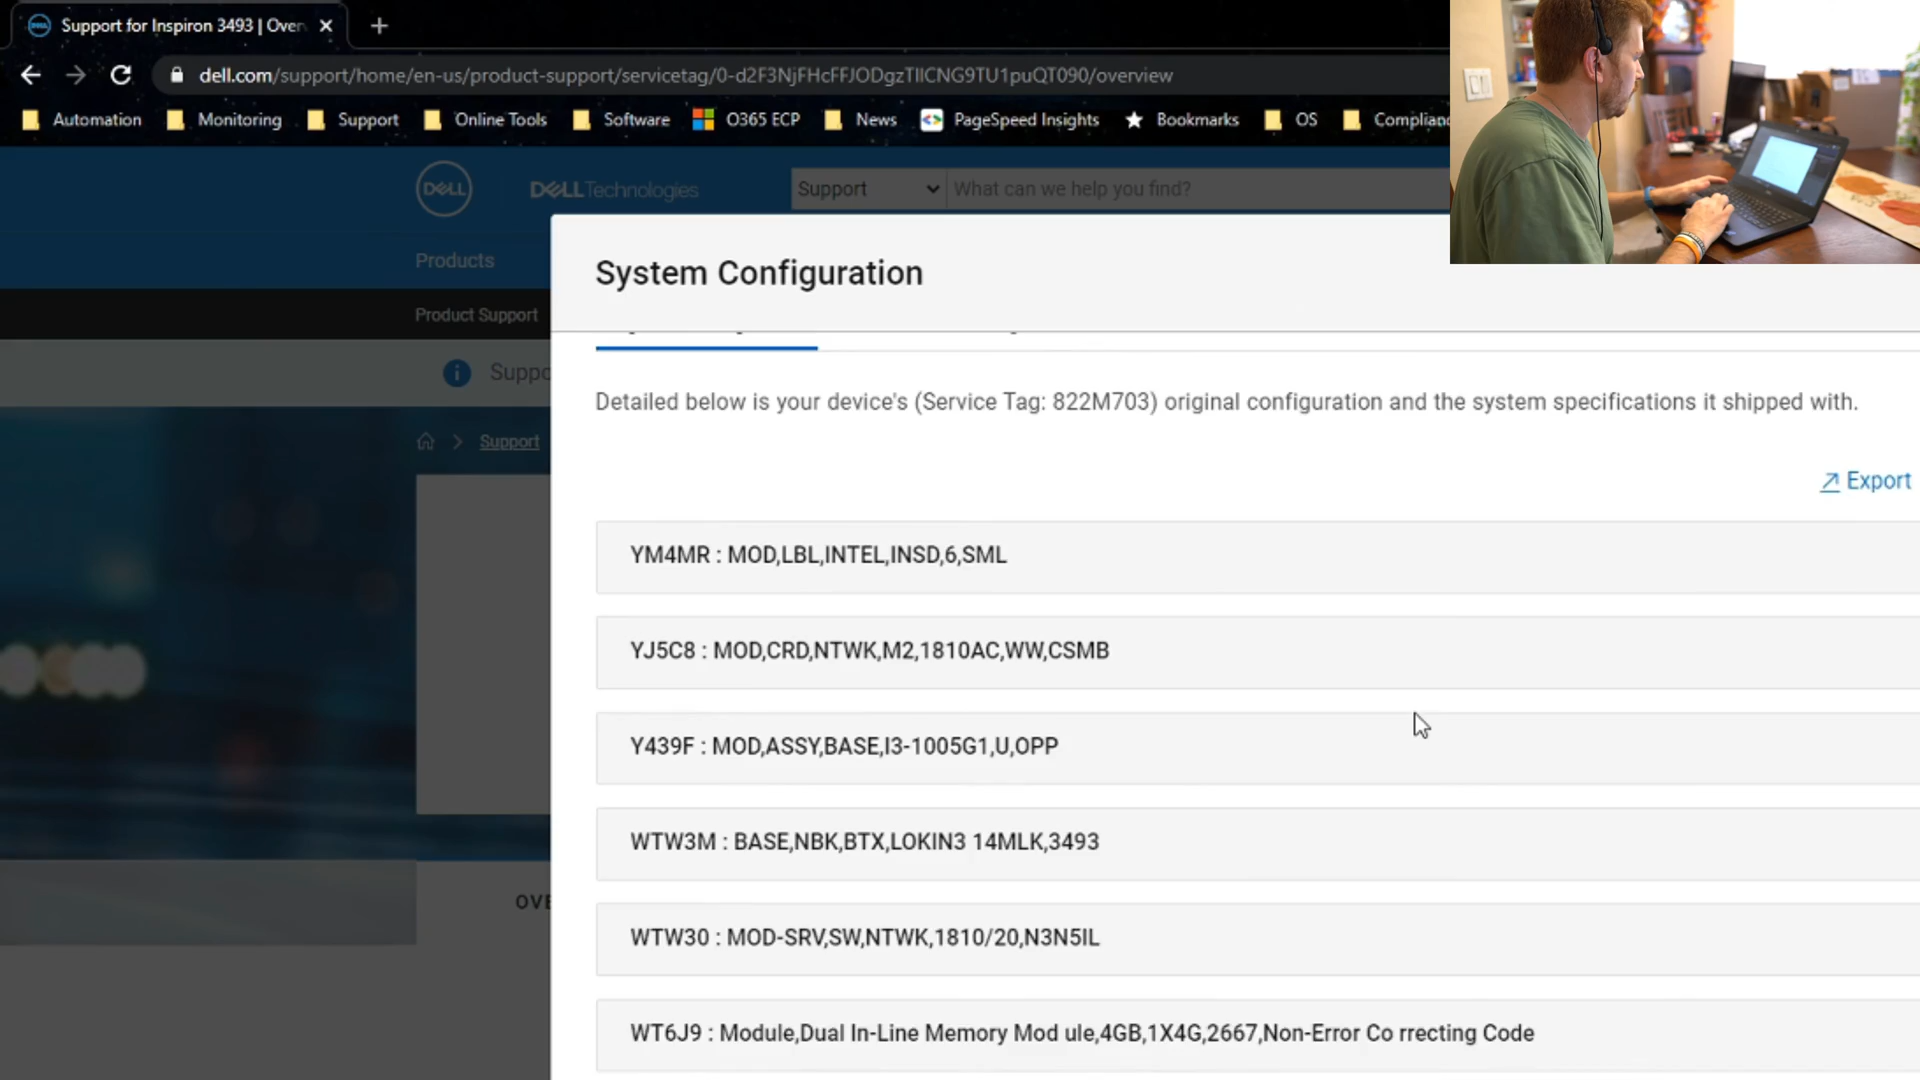 Support for Inspiron 3493 | Over
dell.com/support/home/en-us/product-support/servicetag/
Automation Monitoring Support Online Tools Software O365 ECP News PageSpeed Insights Bookmarks OS
DELL DELLTechnologies Support What can we help you find?
Products
System Configuration
Product Support
Detailed below is your device's (Service Tag: 822M703) original configuration and the system specifications it shipped with.
Support
Export
YM4MR : MOD,LBL,INTEL,INSD,6,SML
YJ5C8 : MOD,CRD,NTWK,M2,1810AC,WW,CSMB
Y439F : MOD,ASSY,BASE,I3-1005G1,U,OPP
WTW3M : BASE,NBK,BTX,LOKIN3 14MLK,3493
WTW30 : MOD-SRV,SW,NTWK,1810/20,N3N5IL
WT6J9 : Module,Dual In-Line Memory Mod ule,4GB,1X4G,2667,Non-Error Co rrecting Code